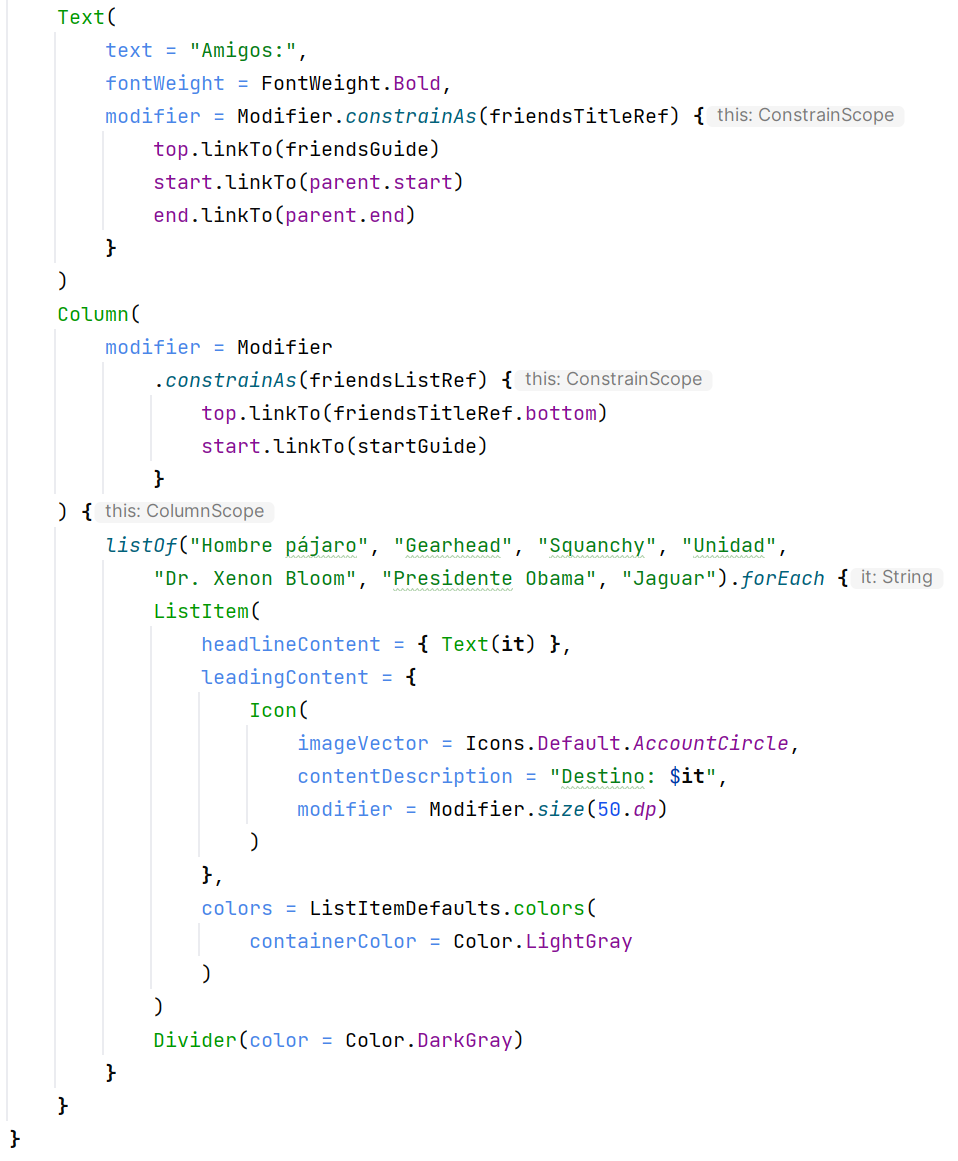 Text(
    text = "Amigos:",
    fontWeight = FontWeight.Bold,
    modifier = Modifier.constrainAs(friendsTitleRef) { this: ConstrainScope
        top.linkTo(friendsGuide)
        start.linkTo(parent.start)
        end.linkTo(parent.end)
    }
)
Column(
    modifier = Modifier
        .constrainAs(friendsListRef) { this: ConstrainScope
            top.linkTo(friendsTitleRef.bottom)
            start.linkTo(startGuide)
        }
) { this: ColumnScope
    listOf("Hombre pájaro", "Gearhead", "Squanchy", "Unidad",
        "Dr. Xenon Bloom", "Presidente Obama", "Jaguar").forEach { it: String
        ListItem(
            headlineContent = { Text(it) },
            leadingContent = {
                Icon(
                    imageVector = Icons.Default.AccountCircle,
                    contentDescription = "Destino: $it",
                    modifier = Modifier.size(50.dp)
                )
            },
            colors = ListItemDefaults.colors(
                containerColor = Color.LightGray
            )
        )
        Divider(color = Color.DarkGray)
    }
}
}